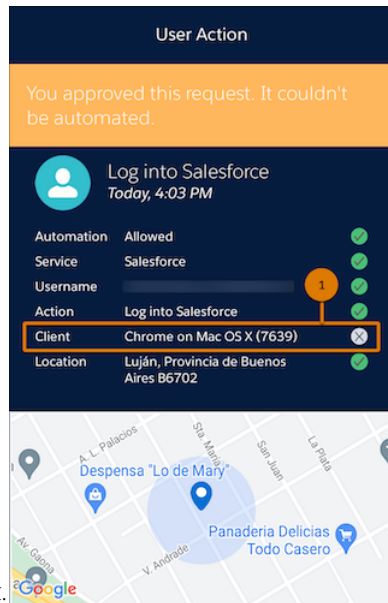 User Action
You approved this request. It couldn't
be automated.
Log into Salesforce
Today, 4:03 PM
Automation Allowed
Service Salesforce
Username
1
Action Log into Salesforce
Client Chrome on Mac OS X (7639)
Location Luján, Provincia de Buenos
Aires B6702
A. L. Palacios
Sta. María
San Juan
La Plata
Despensa "Lo de Mary"
Panaderia Delicias
Todo Casero
V. Andrade
Av. Gaona
Google